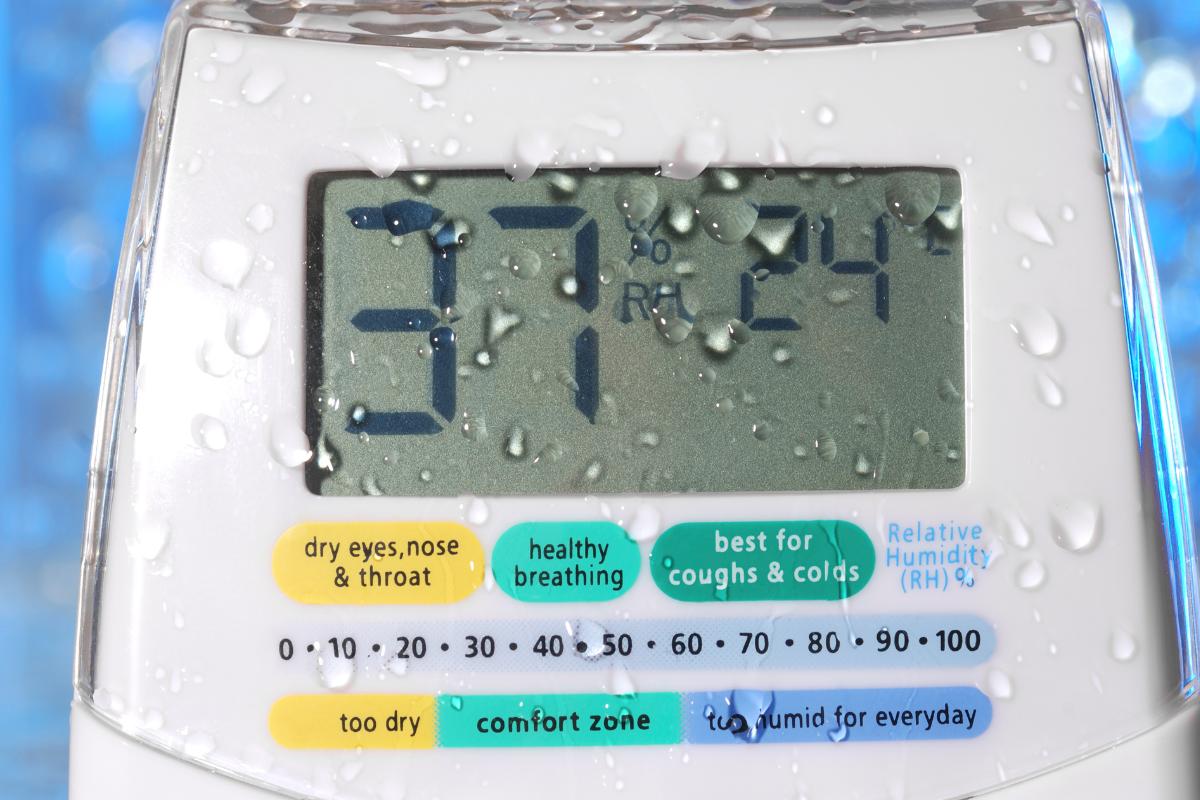 37 % RH 24°C
dry eyes,nose
& throat
healthy
breathing
best for
coughs & colds
Relative
Humidity
(RH) %
0 • 10 • 20 • 30 • 40 • 50 • 60 • 70 • 80 • 90 • 100
too dry
comfort zone
too humid for everyday